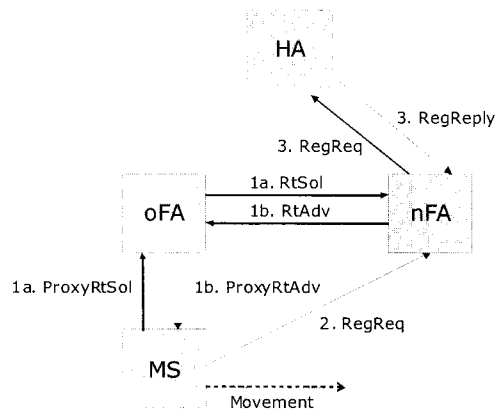 HA
3. RegReply
3. RegReq
1a. RtSol
oFA
nFA
1b. RtAdv
1a. ProxyRtSol
1b. ProxyRtAdv
2. RegReq
MS
Movement